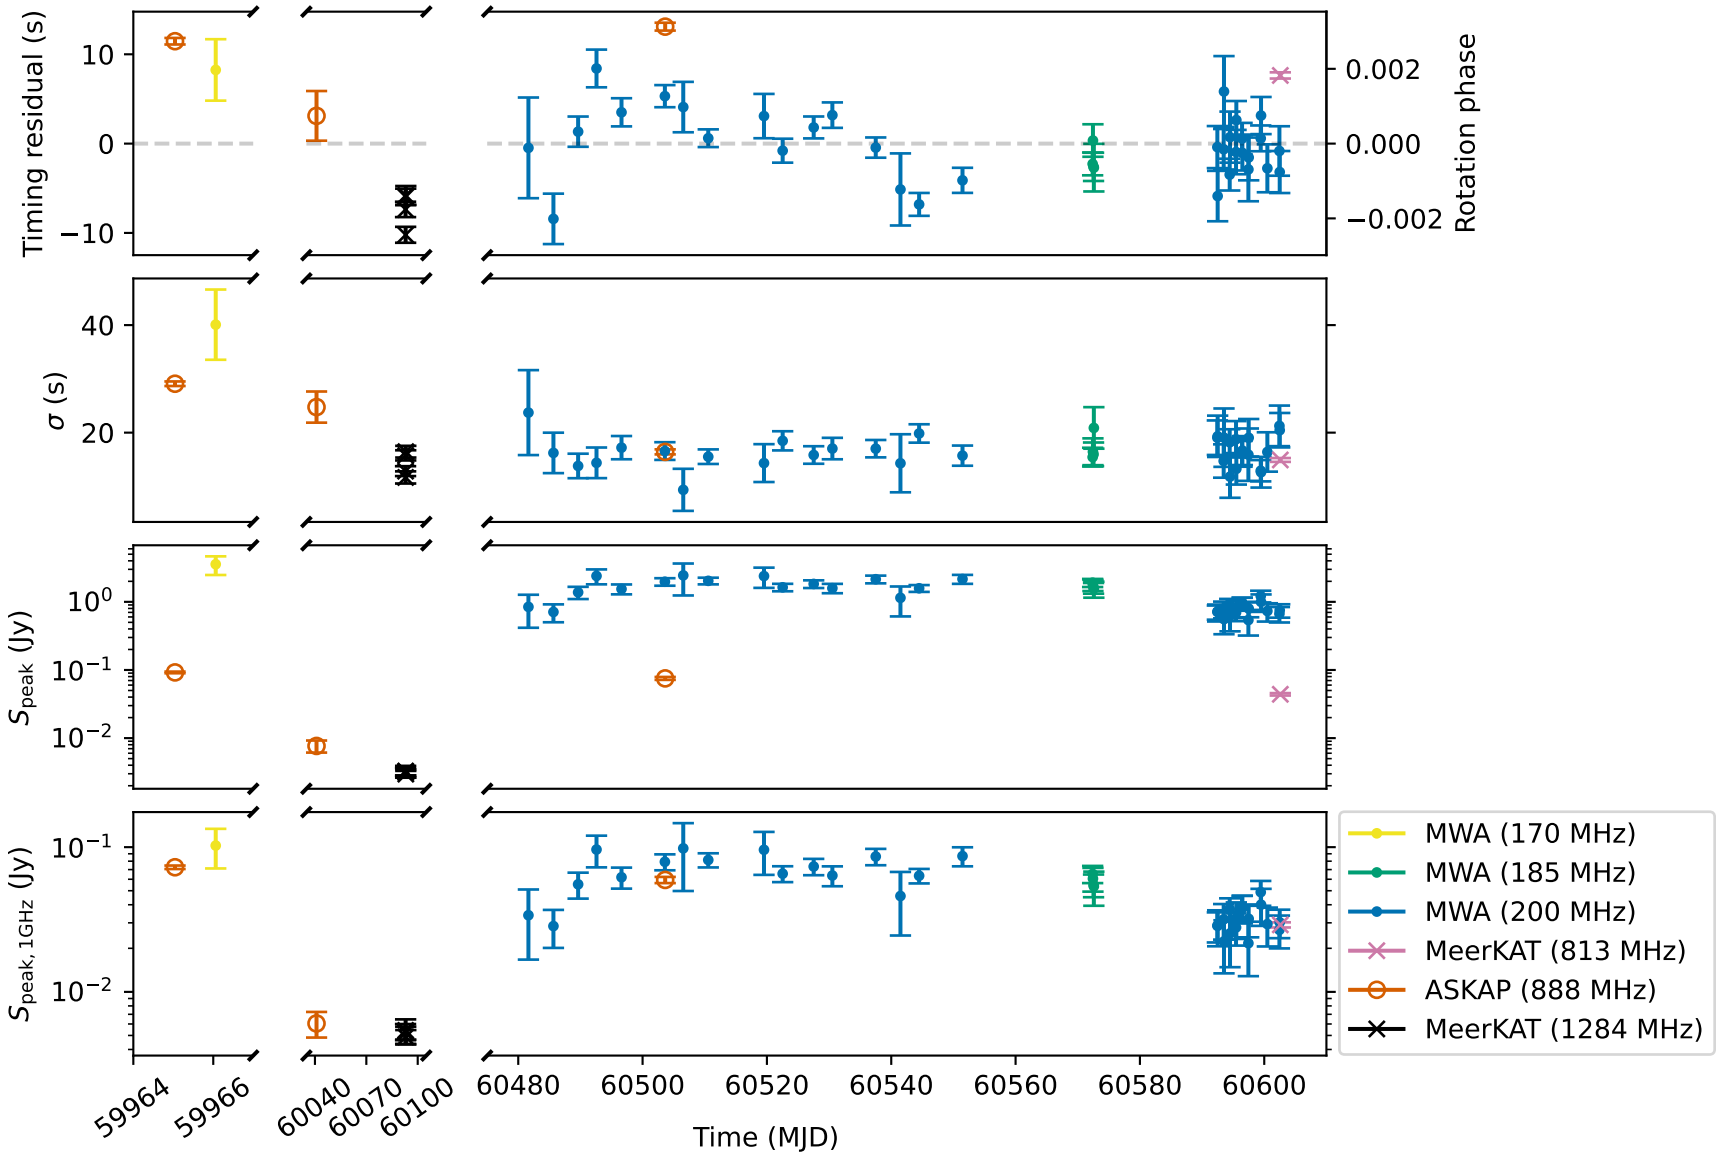 Timing residual (s)
10
0
−10
0.002
0.000
−0.002
Rotation phase
σ (s)
40
20
S_peak (Jy)
10⁰
10⁻¹
10⁻²
S_peak, 1GHz (Jy)
10⁻¹
10⁻²
MWA (170 MHz)
MWA (185 MHz)
MWA (200 MHz)
MeerKAT (813 MHz)
ASKAP (888 MHz)
MeerKAT (1284 MHz)
59964 59966 60040 60070 60100 60480 60500 60520 60540 60560 60580 60600
Time (MJD)